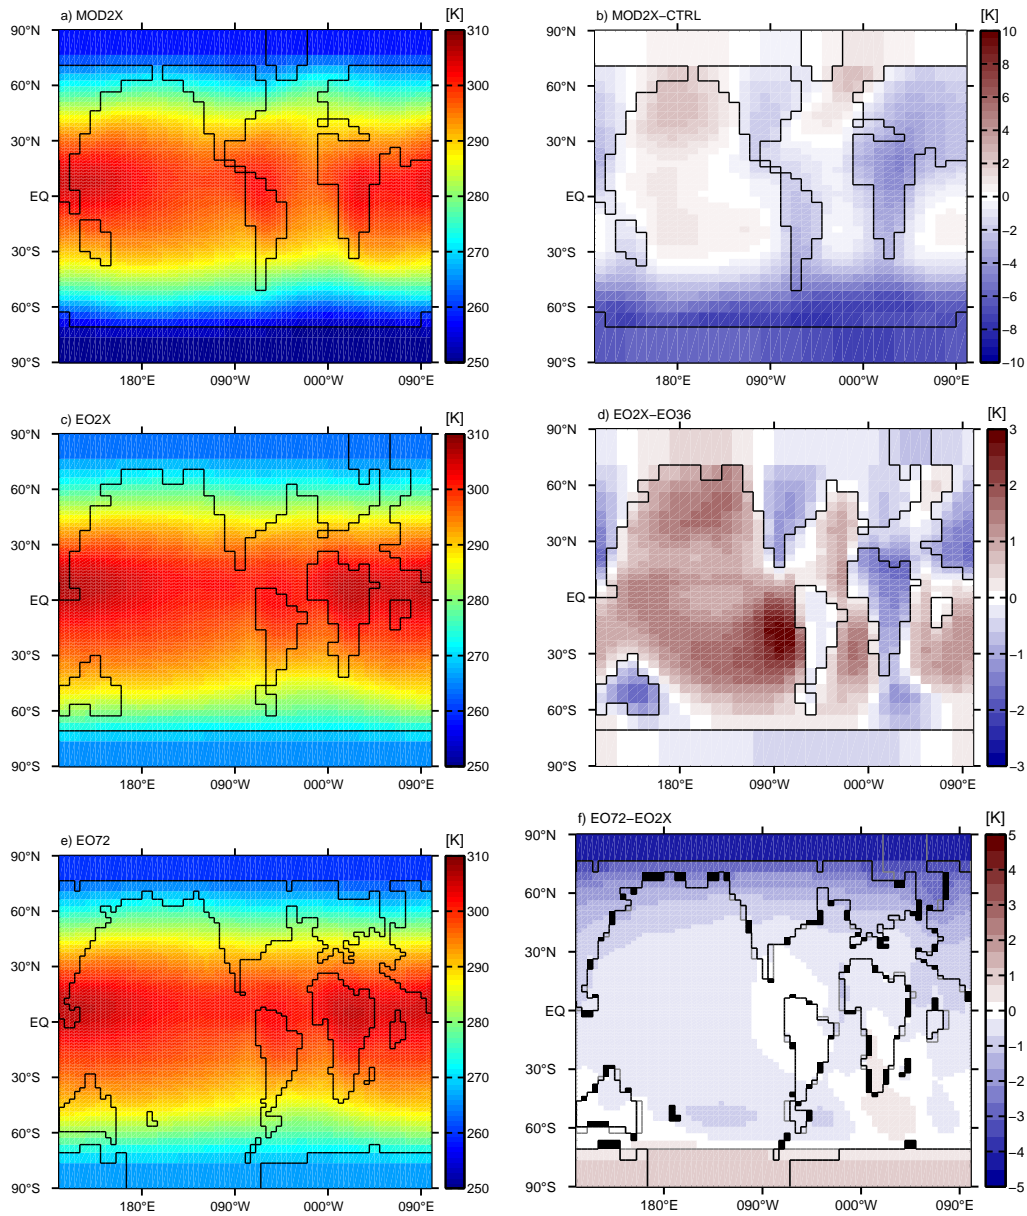 a) MOD2X [K]
90°N 310
60°N 300
30°N 290
EQ 280
30°S 270
60°S 260
90°S 250
180°E 090°W 000°W 090°E
b) MOD2X−CTRL [K]
90°N 10
8
60°N 6
4
30°N 2
EQ 0
−2
30°S −4
−6
60°S −8
90°S −10
180°E 090°W 000°W 090°E
c) EO2X [K]
90°N 310
60°N 300
30°N 290
EQ 280
30°S 270
60°S 260
90°S 250
180°E 090°W 000°W 090°E
d) EO2X−EO36 [K]
90°N 3
60°N 2
30°N 1
EQ 0
30°S −1
60°S −2
90°S −3
180°E 090°W 000°W 090°E
e) EO72 [K]
90°N 310
60°N 300
30°N 290
EQ 280
30°S 270
60°S 260
90°S 250
180°E 090°W 000°W 090°E
f) EO72−EO2X [K]
90°N 5
4
60°N 3
2
30°N 1
EQ 0
−1
30°S −2
−3
60°S −4
90°S −5
180°E 090°W 000°W 090°E